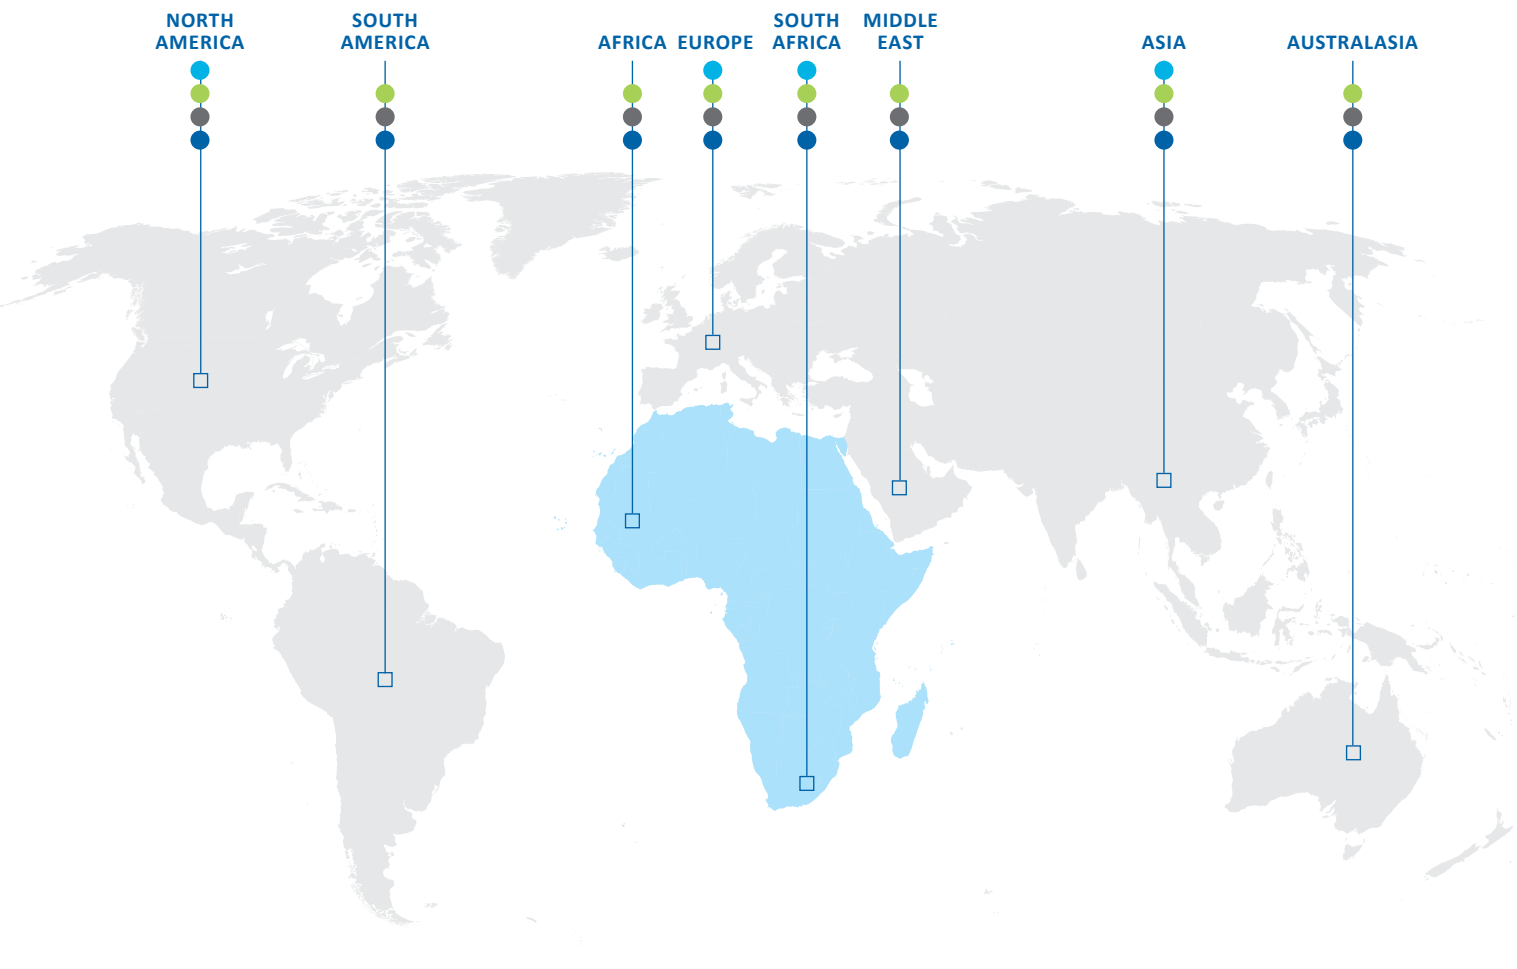 NORTH
AMERICA
SOUTH
AMERICA
AFRICA
EUROPE
SOUTH
AFRICA
MIDDLE
EAST
ASIA
AUSTRALASIA